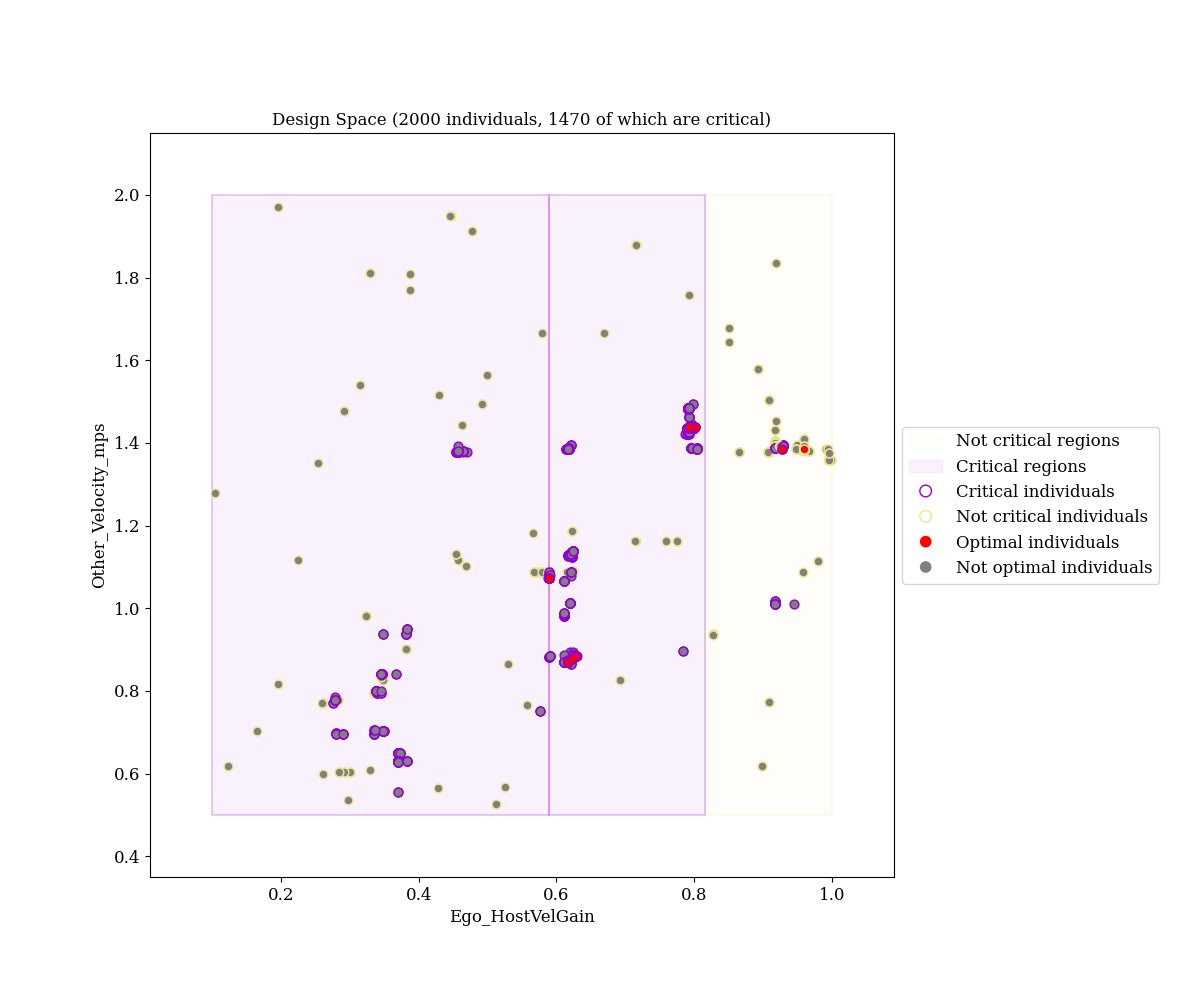 Design Space (2000 individuals, 1470 of which are critical)
Other_Velocity_mps
2.0
1.8
1.6
1.4
1.2
1.0
0.8
0.6
0.4
0.2
0.4
0.6
0.8
1.0
Ego_HostVelGain
Not critical regions
Critical regions
Critical individuals
Not critical individuals
Optimal individuals
Not optimal individuals